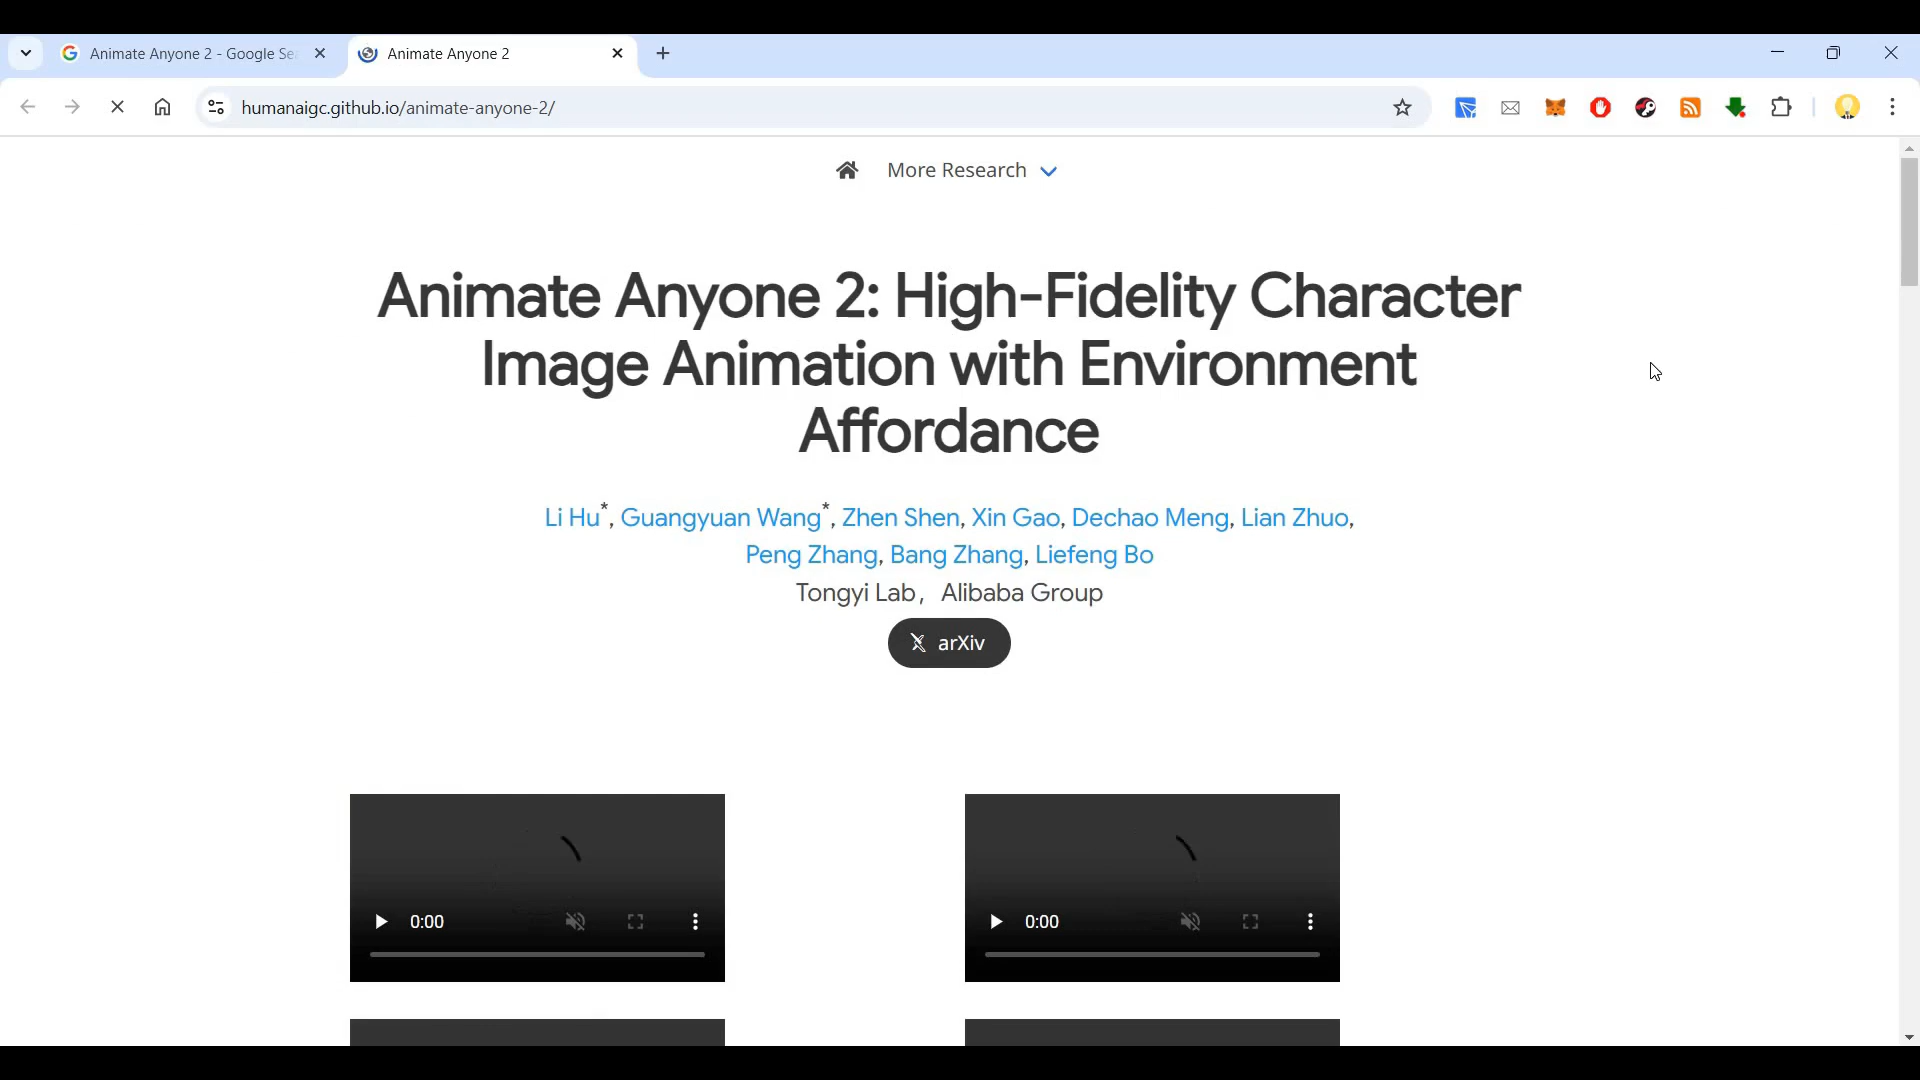 Animate Anyone 2 - Google Se
Animate Anyone 2
humanaigc.github.io/animate-anyone-2/
More Research
Animate Anyone 2: High-Fidelity Character
Image Animation with Environment
Affordance
Li Hu*, Guangyuan Wang*, Zhen Shen, Xin Gao, Dechao Meng, Lian Zhuo,
Peng Zhang, Bang Zhang, Liefeng Bo
Tongyi Lab，Alibaba Group
arXiv
0:00
0:00